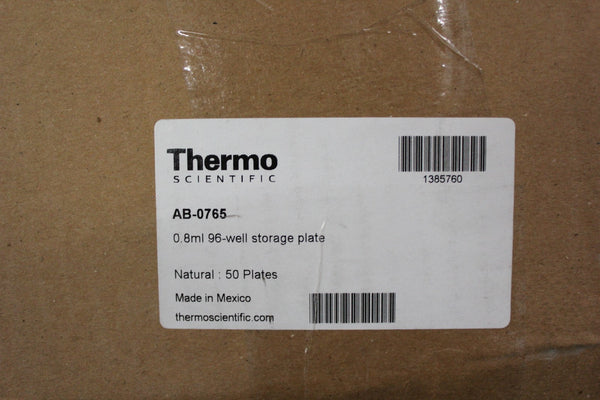 Thermo
SCIENTIFIC
1385760
AB-0765
0.8ml 96-well storage plate
Natural : 50 Plates
Made in Mexico
thermoscientific.com